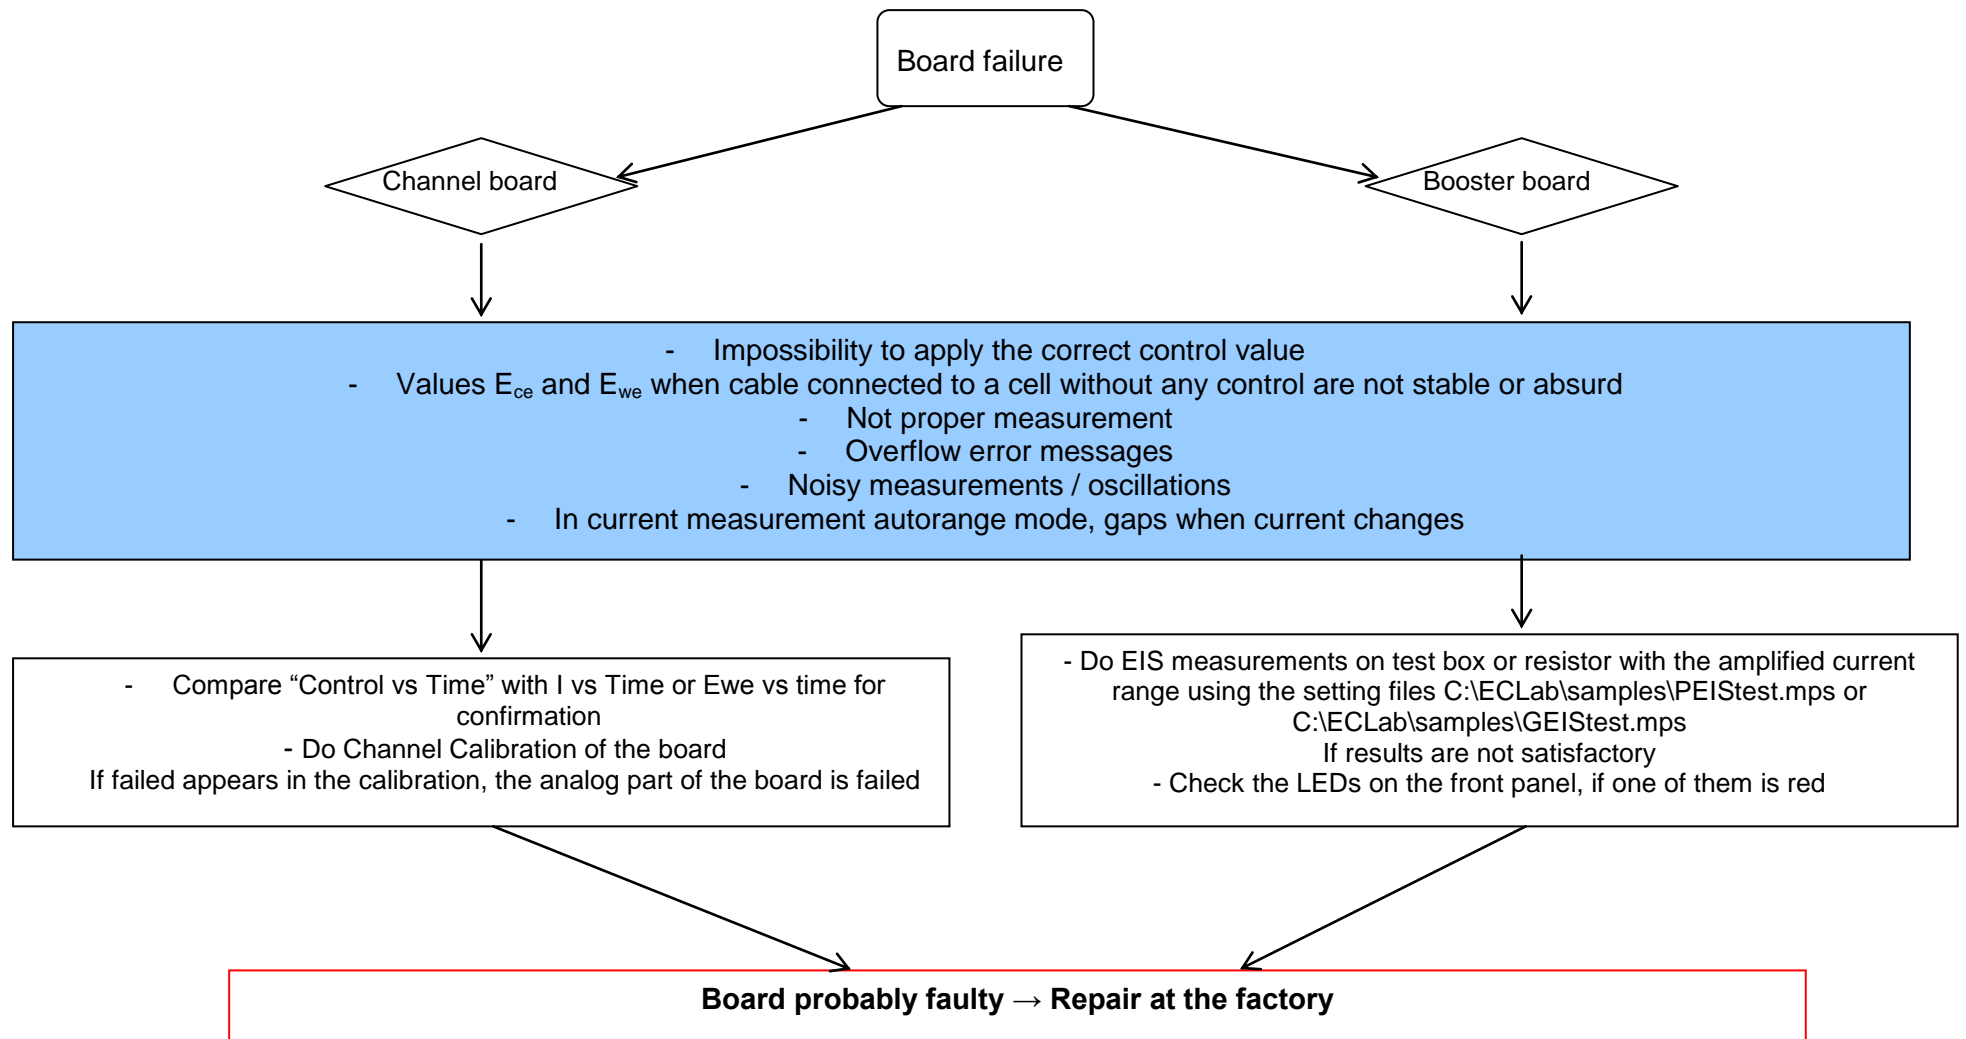 Board failure
Channel board
Booster board
- Impossibility to apply the correct control value
- Values Ece and Ewe when cable connected to a cell without any control are not stable or absurd
- Not proper measurement
- Overflow error messages
- Noisy measurements / oscillations
- In current measurement autorange mode, gaps when current changes
- Compare “Control vs Time” with I vs Time or Ewe vs time for
confirmation
- Do Channel Calibration of the board
If failed appears in the calibration, the analog part of the board is failed
- Do EIS measurements on test box or resistor with the amplified current
range using the setting files C:\ECLab\samples\PEIStest.mps or
C:\ECLab\samples\GEIStest.mps
If results are not satisfactory
- Check the LEDs on the front panel, if one of them is red
Board probably faulty → Repair at the factory